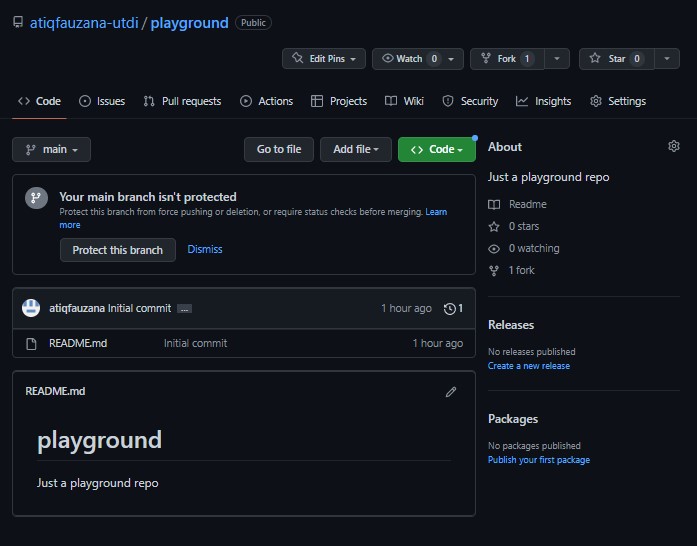 atiqfauzana-utdi / playground Public
Edit Pins Watch 0 Fork 1 Star 0
Code Issues Pull requests Actions Projects Wiki Security Insights Settings
main Go to file Add file Code
Your main branch isn't protected
Protect this branch from force pushing or deletion, or require status checks before merging. Learn
more
Protect this branch Dismiss
atiqfauzana Initial commit ... 1 hour ago 1
README.md Initial commit 1 hour ago
README.md
playground
Just a playground repo
About
Just a playground repo
Readme
0 stars
0 watching
1 fork
Releases
No releases published
Create a new release
Packages
No packages published
Publish your first package